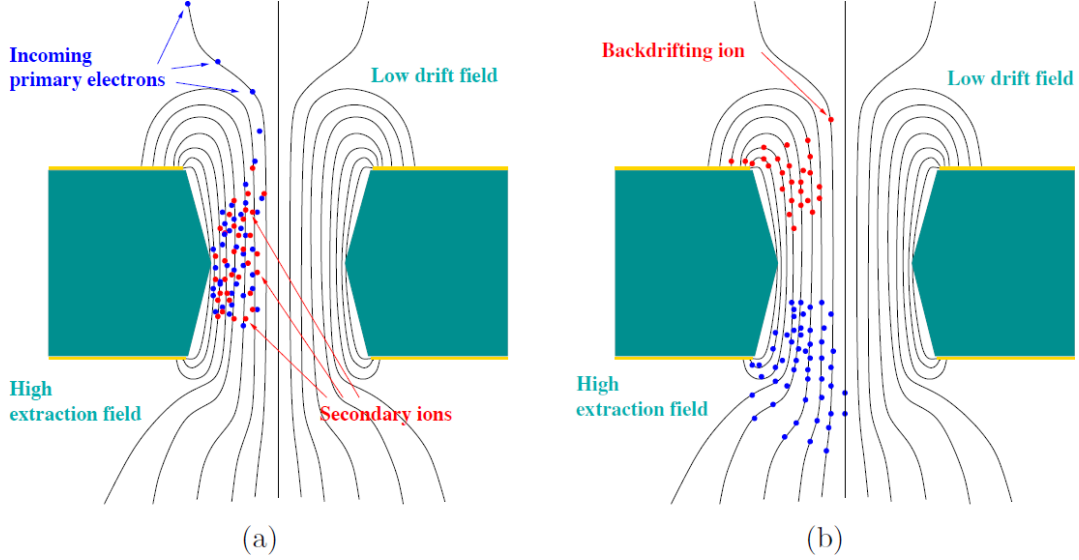 Incoming
primary electrons
Low drift field
High
extraction field
Secondary ions
(a)
Backdrifting ion
Low drift field
High
extraction field
(b)